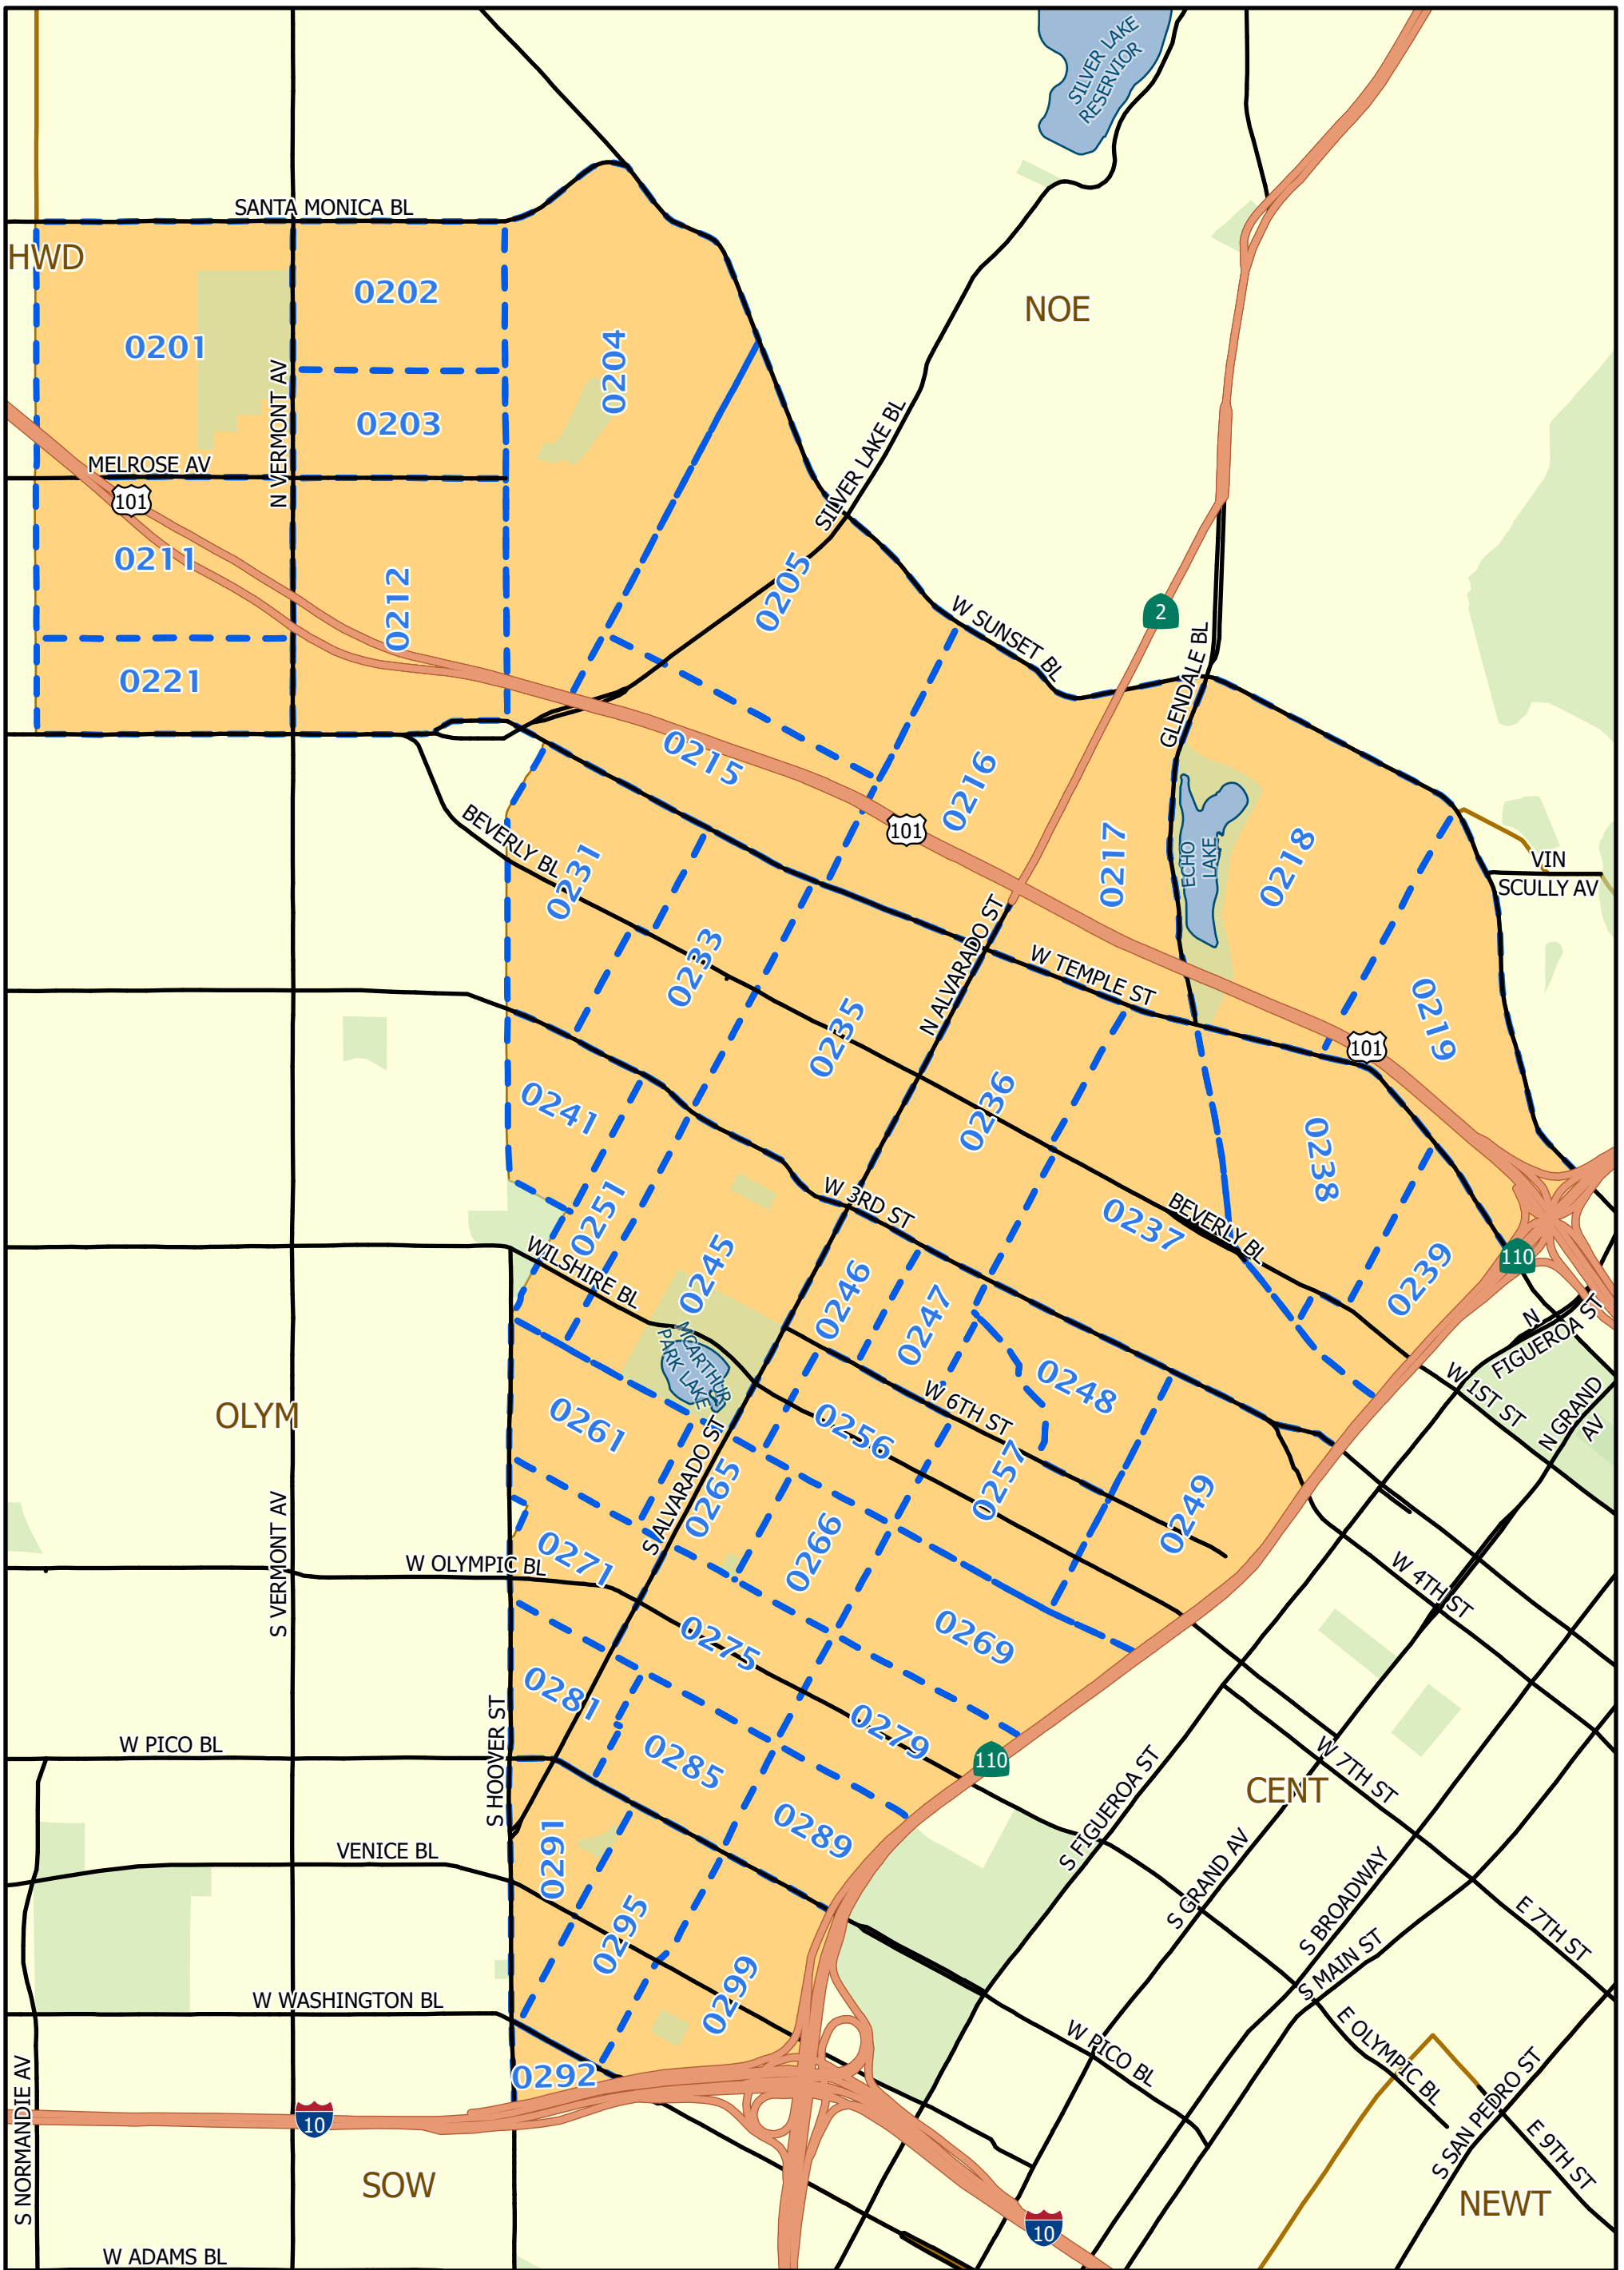 SILVER LAKE
RESERVIOR
SANTA MONICA BL
HWD
0202
NOE
0201
0204
N VERMONT AV
0203
SILVER LAKE BL
MELROSE AV
101
0211
0212
0205
W SUNSET BL
2
GLENDALE BL
0221
0215
0216
101
0217
ECHO
LAKE
0218
BEVERLY BL
0231
VIN
SCULLY AV
0233
N ALVARADO ST
W TEMPLE ST
0219
0235
101
0241
0236
0238
0251
W 3RD ST
0237
BEVERLY BL
WILSHIRE BL
0245
0246
0247
0239
110
N
FIGUEROA ST
MCARTHUR
PARK LAKE
0248
W 1ST ST
N GRAND
AV
OLYM
0261
0256
W 6TH ST
S ALVARADO ST
0265
0257
0249
S VERMONT AV
0266
W OLYMPIC BL
0271
W 4TH ST
0275
0269
0281
S HOOVER ST
W PICO BL
0279
0285
110
0289
S FIGUEROA ST
W 7TH ST
CENT
VENICE BL
0291
S GRAND AV
S BROADWAY
0295
E 7TH ST
S MAIN ST
W WASHINGTON BL
0299
W PICO BL
E OLYMPIC BL
0292
S NORMANDIE AV
10
S SAN PEDRO ST
E 9TH ST
SOW
NEWT
10
W ADAMS BL